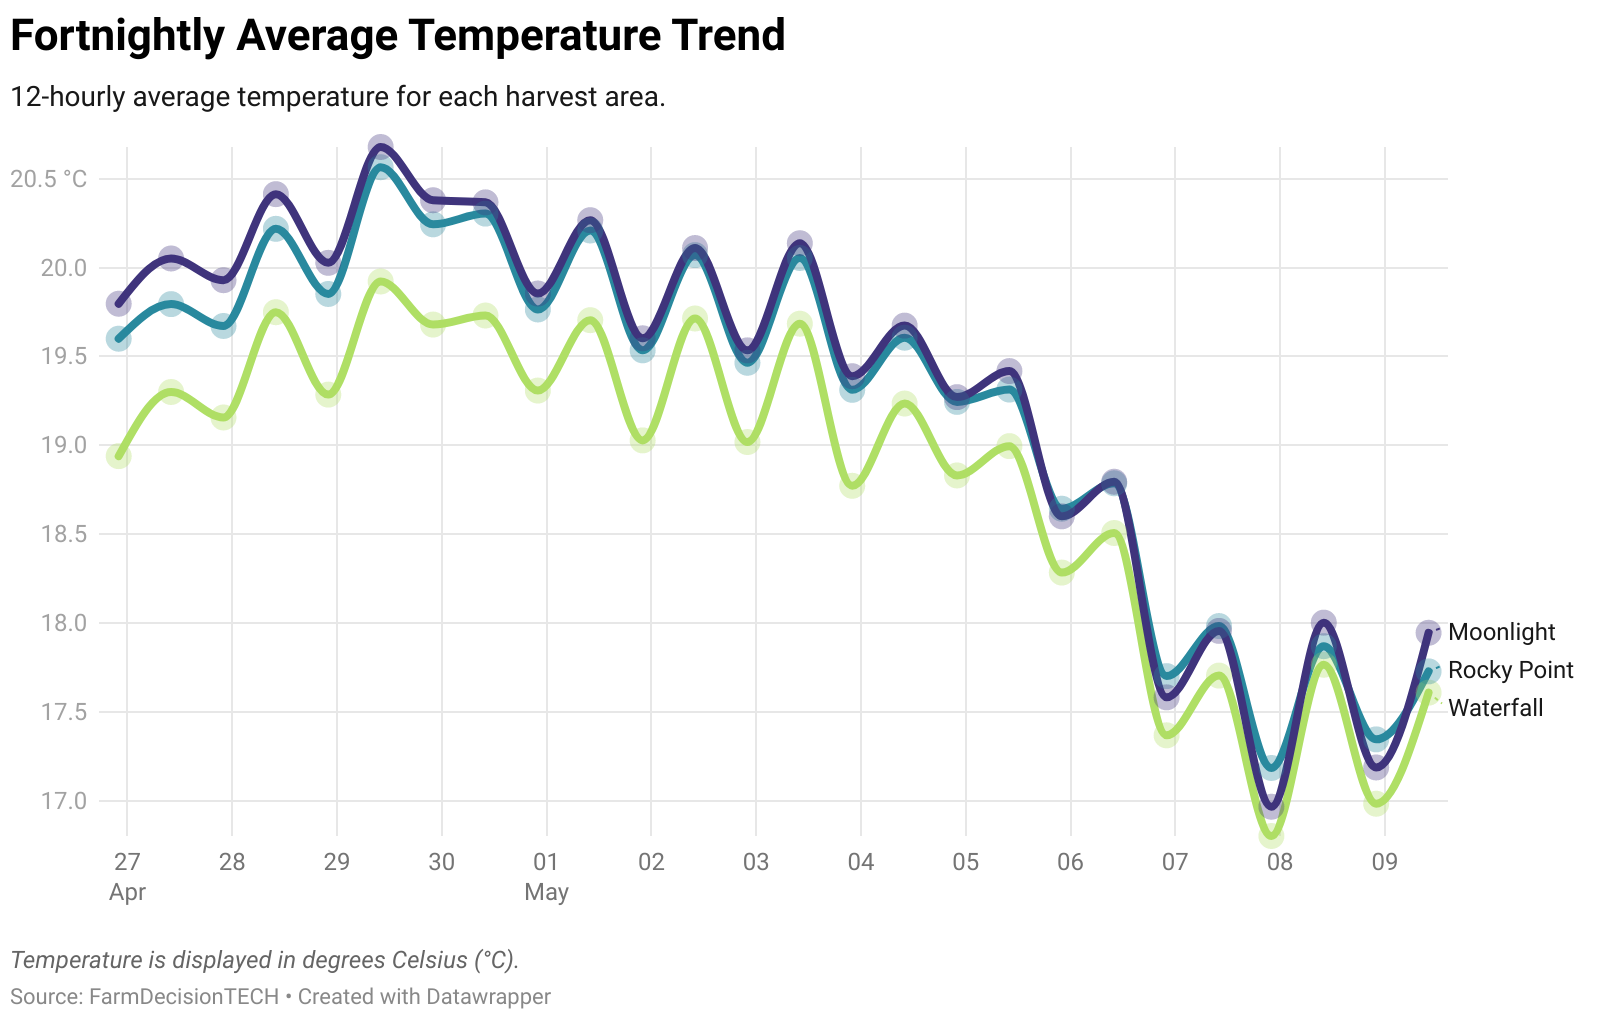 Fortnightly Average Temperature Trend
12-hourly average temperature for each harvest area.
20.5 °C
20.0
19.5
19.0
18.5
18.0
17.5
17.0
Moonlight
Rocky Point
Waterfall
27 28 29 30 01 02 03 04 05 06 07 08 09
Apr May
Temperature is displayed in degrees Celsius (°C).
Source: FarmDecisionTECH • Created with Datawrapper